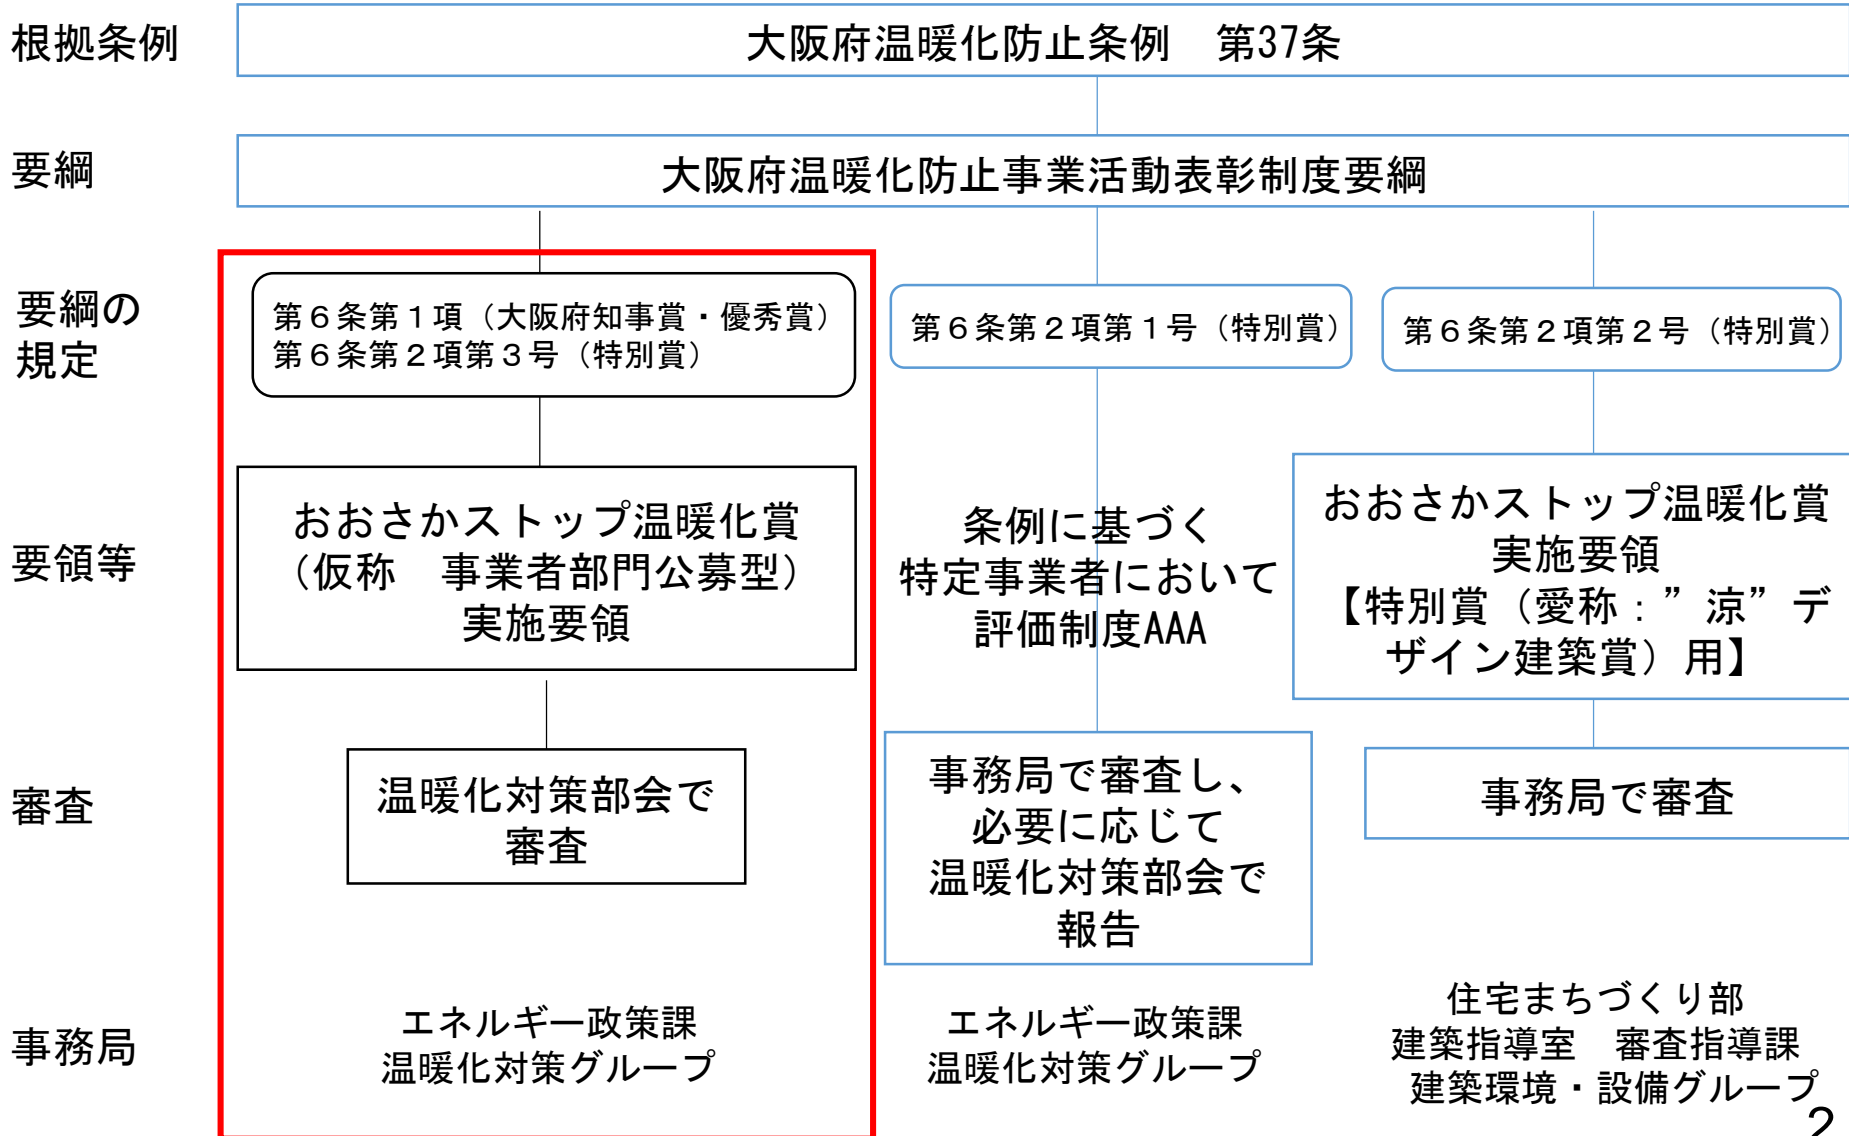 根拠条例
大阪府温暖化防止条例　第37条
要綱
大阪府温暖化防止事業活動表彰制度要綱
要綱の
規定
第６条第１項（大阪府知事賞・優秀賞）
第６条第２項第３号（特別賞）
第６条第２項第１号（特別賞）
第６条第２項第２号（特別賞）
要領等
おおさかストップ温暖化賞
（仮称　事業者部門公募型）
実施要領
条例に基づく
特定事業者において
評価制度AAA
おおさかストップ温暖化賞
実施要領
【特別賞（愛称：”涼”デ
ザイン建築賞）用】
審査
温暖化対策部会で
審査
事務局で審査し、
必要に応じて
温暖化対策部会で
報告
事務局で審査
事務局
エネルギー政策課
温暖化対策グループ
エネルギー政策課
温暖化対策グループ
住宅まちづくり部
建築指導室　審査指導課
建築環境・設備グループ
2